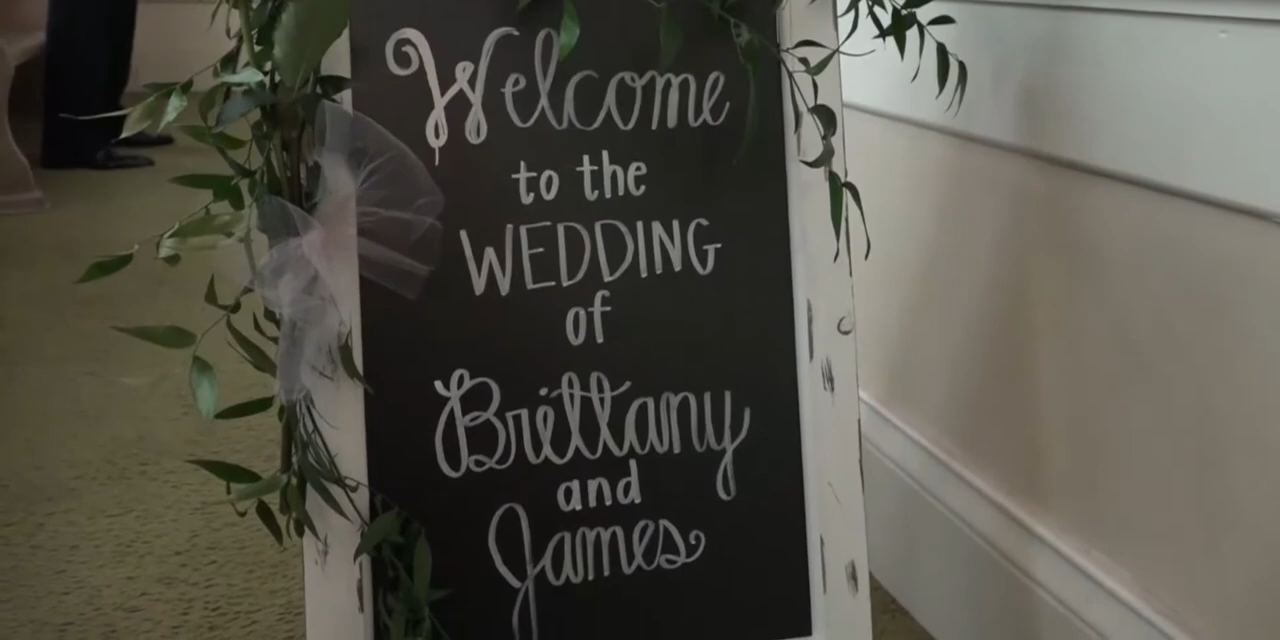 Welcome
to the
WEDDING
of
Brittany
and
James